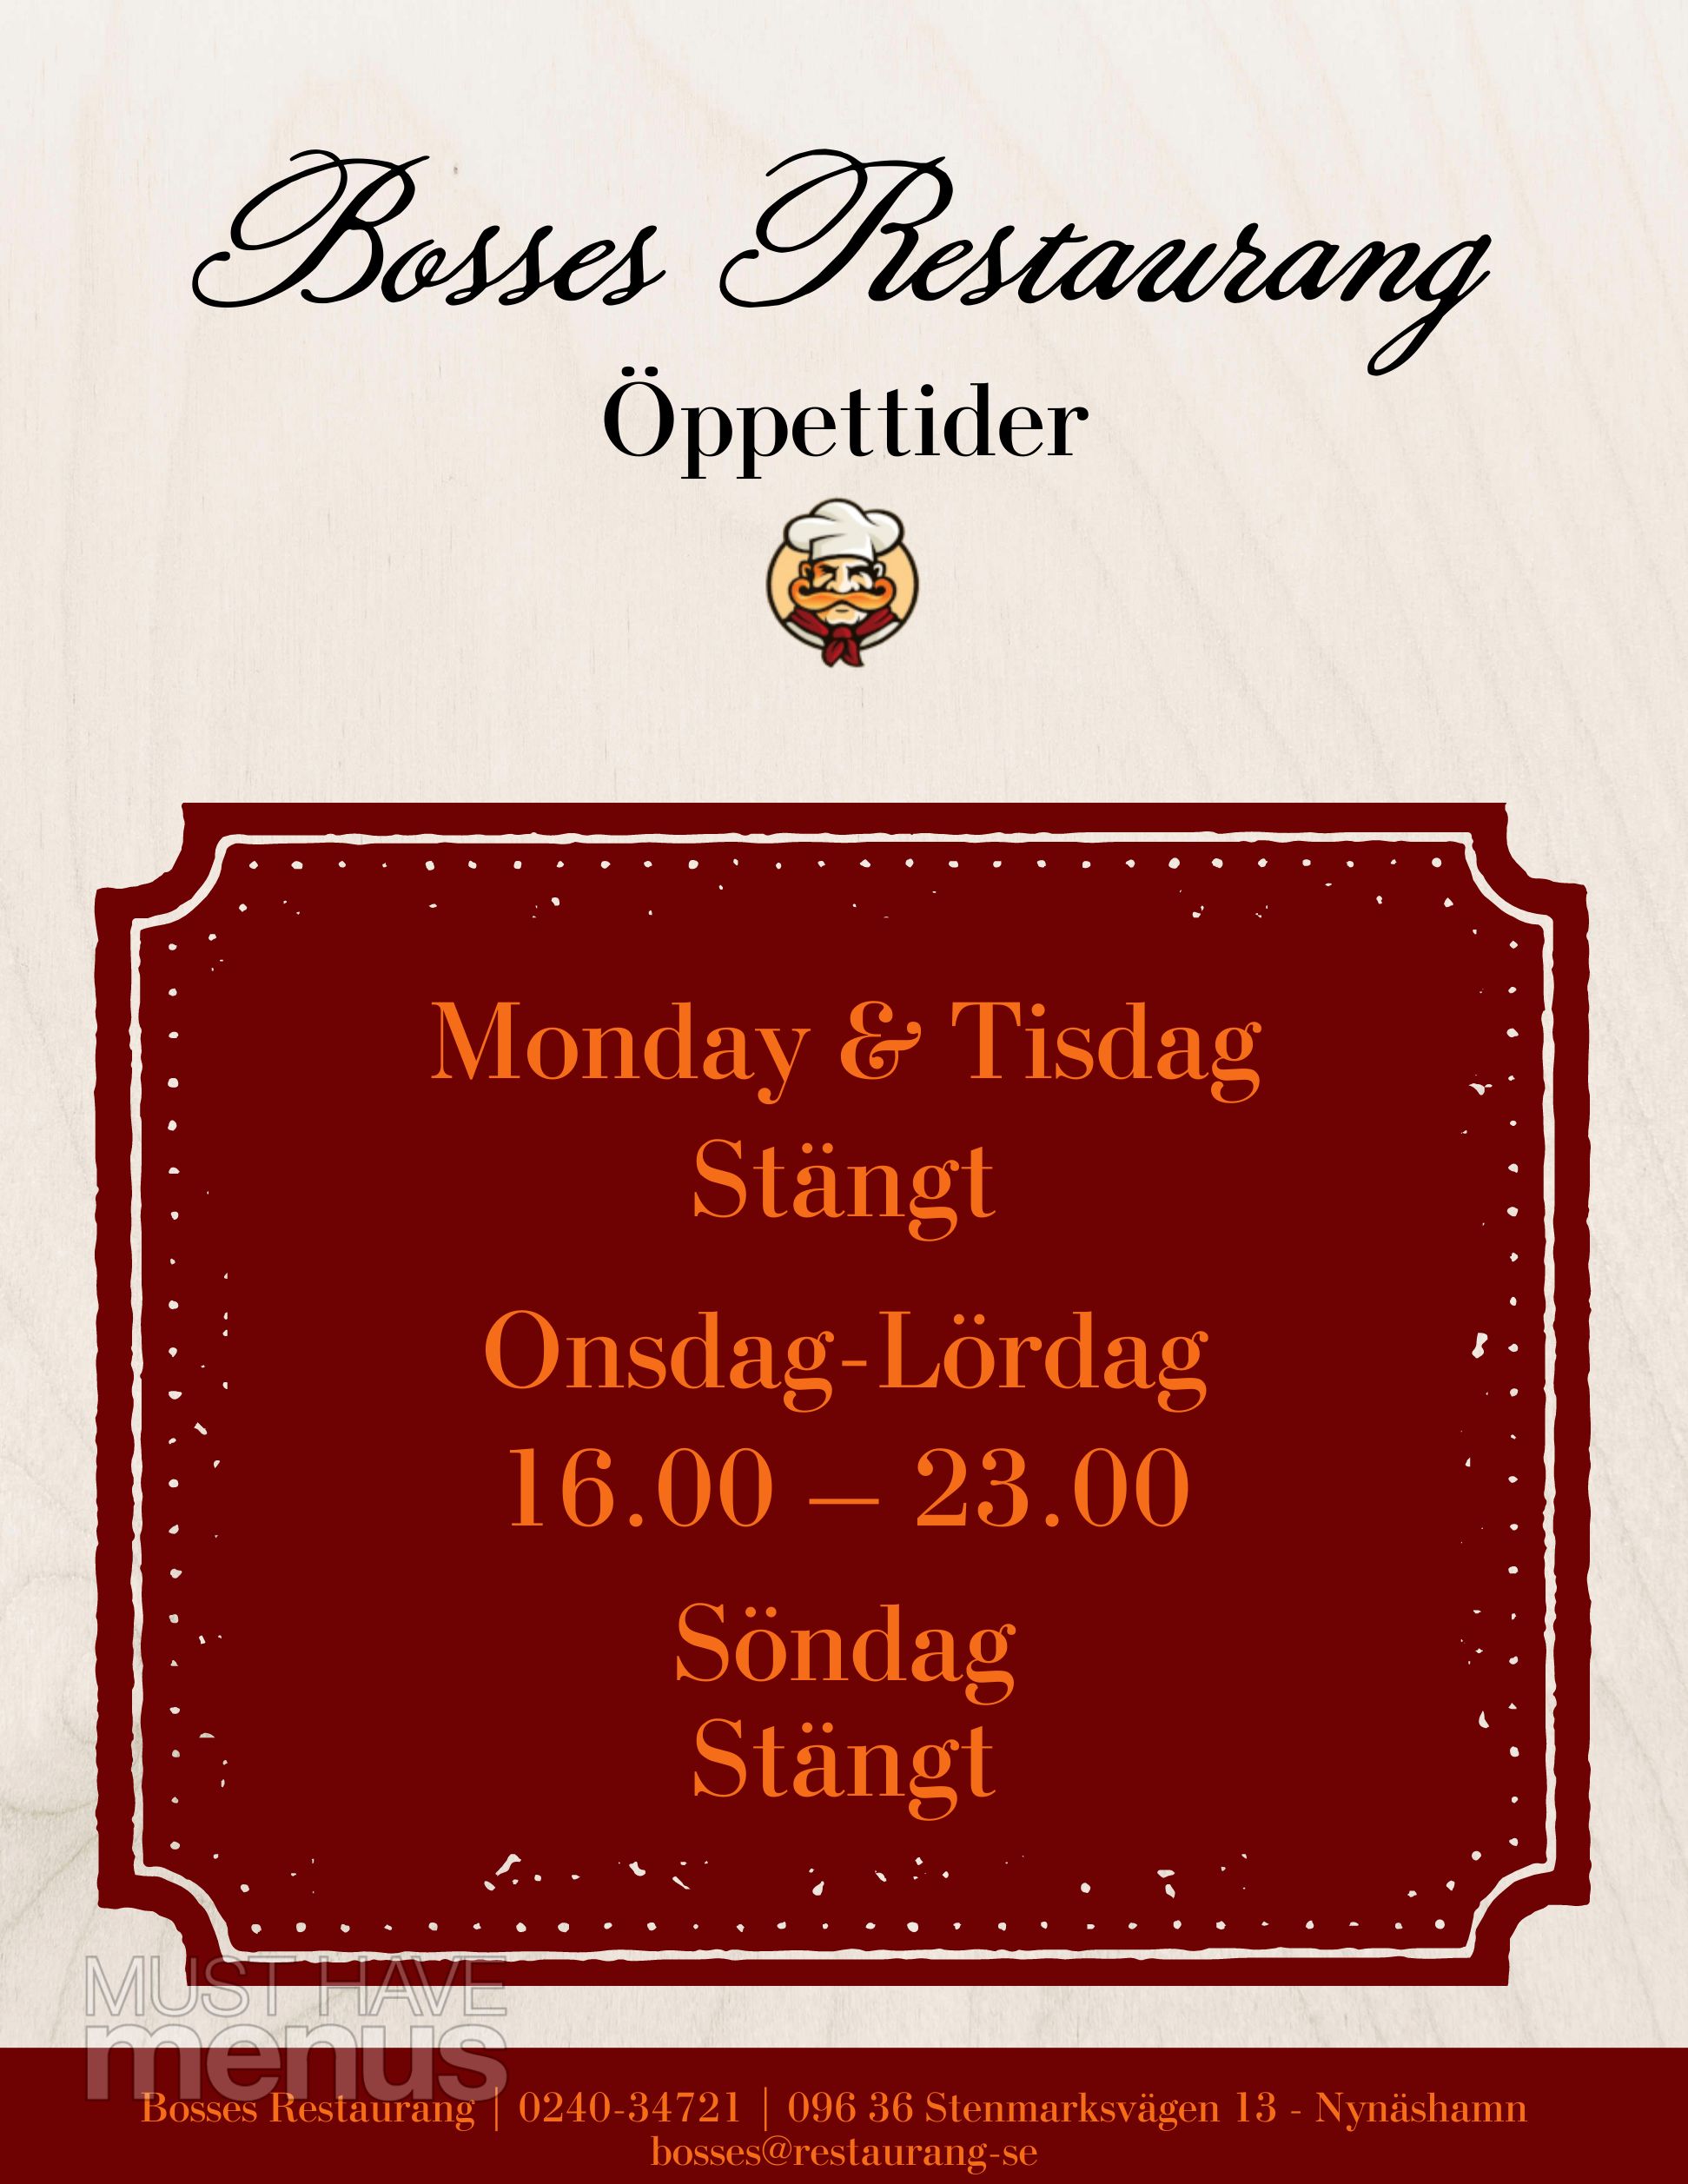 Bosses Restaurang
Öppettider
Monday & Tisdag
Stängt
Onsdag-Lördag
16.00 – 23.00
Söndag
Stängt
MUST HAVE
menus
Bosses Restaurang | 0240-34721 | 096 36 Stenmarksvägen 13 - Nynäshamn
bosses@restaurang-se